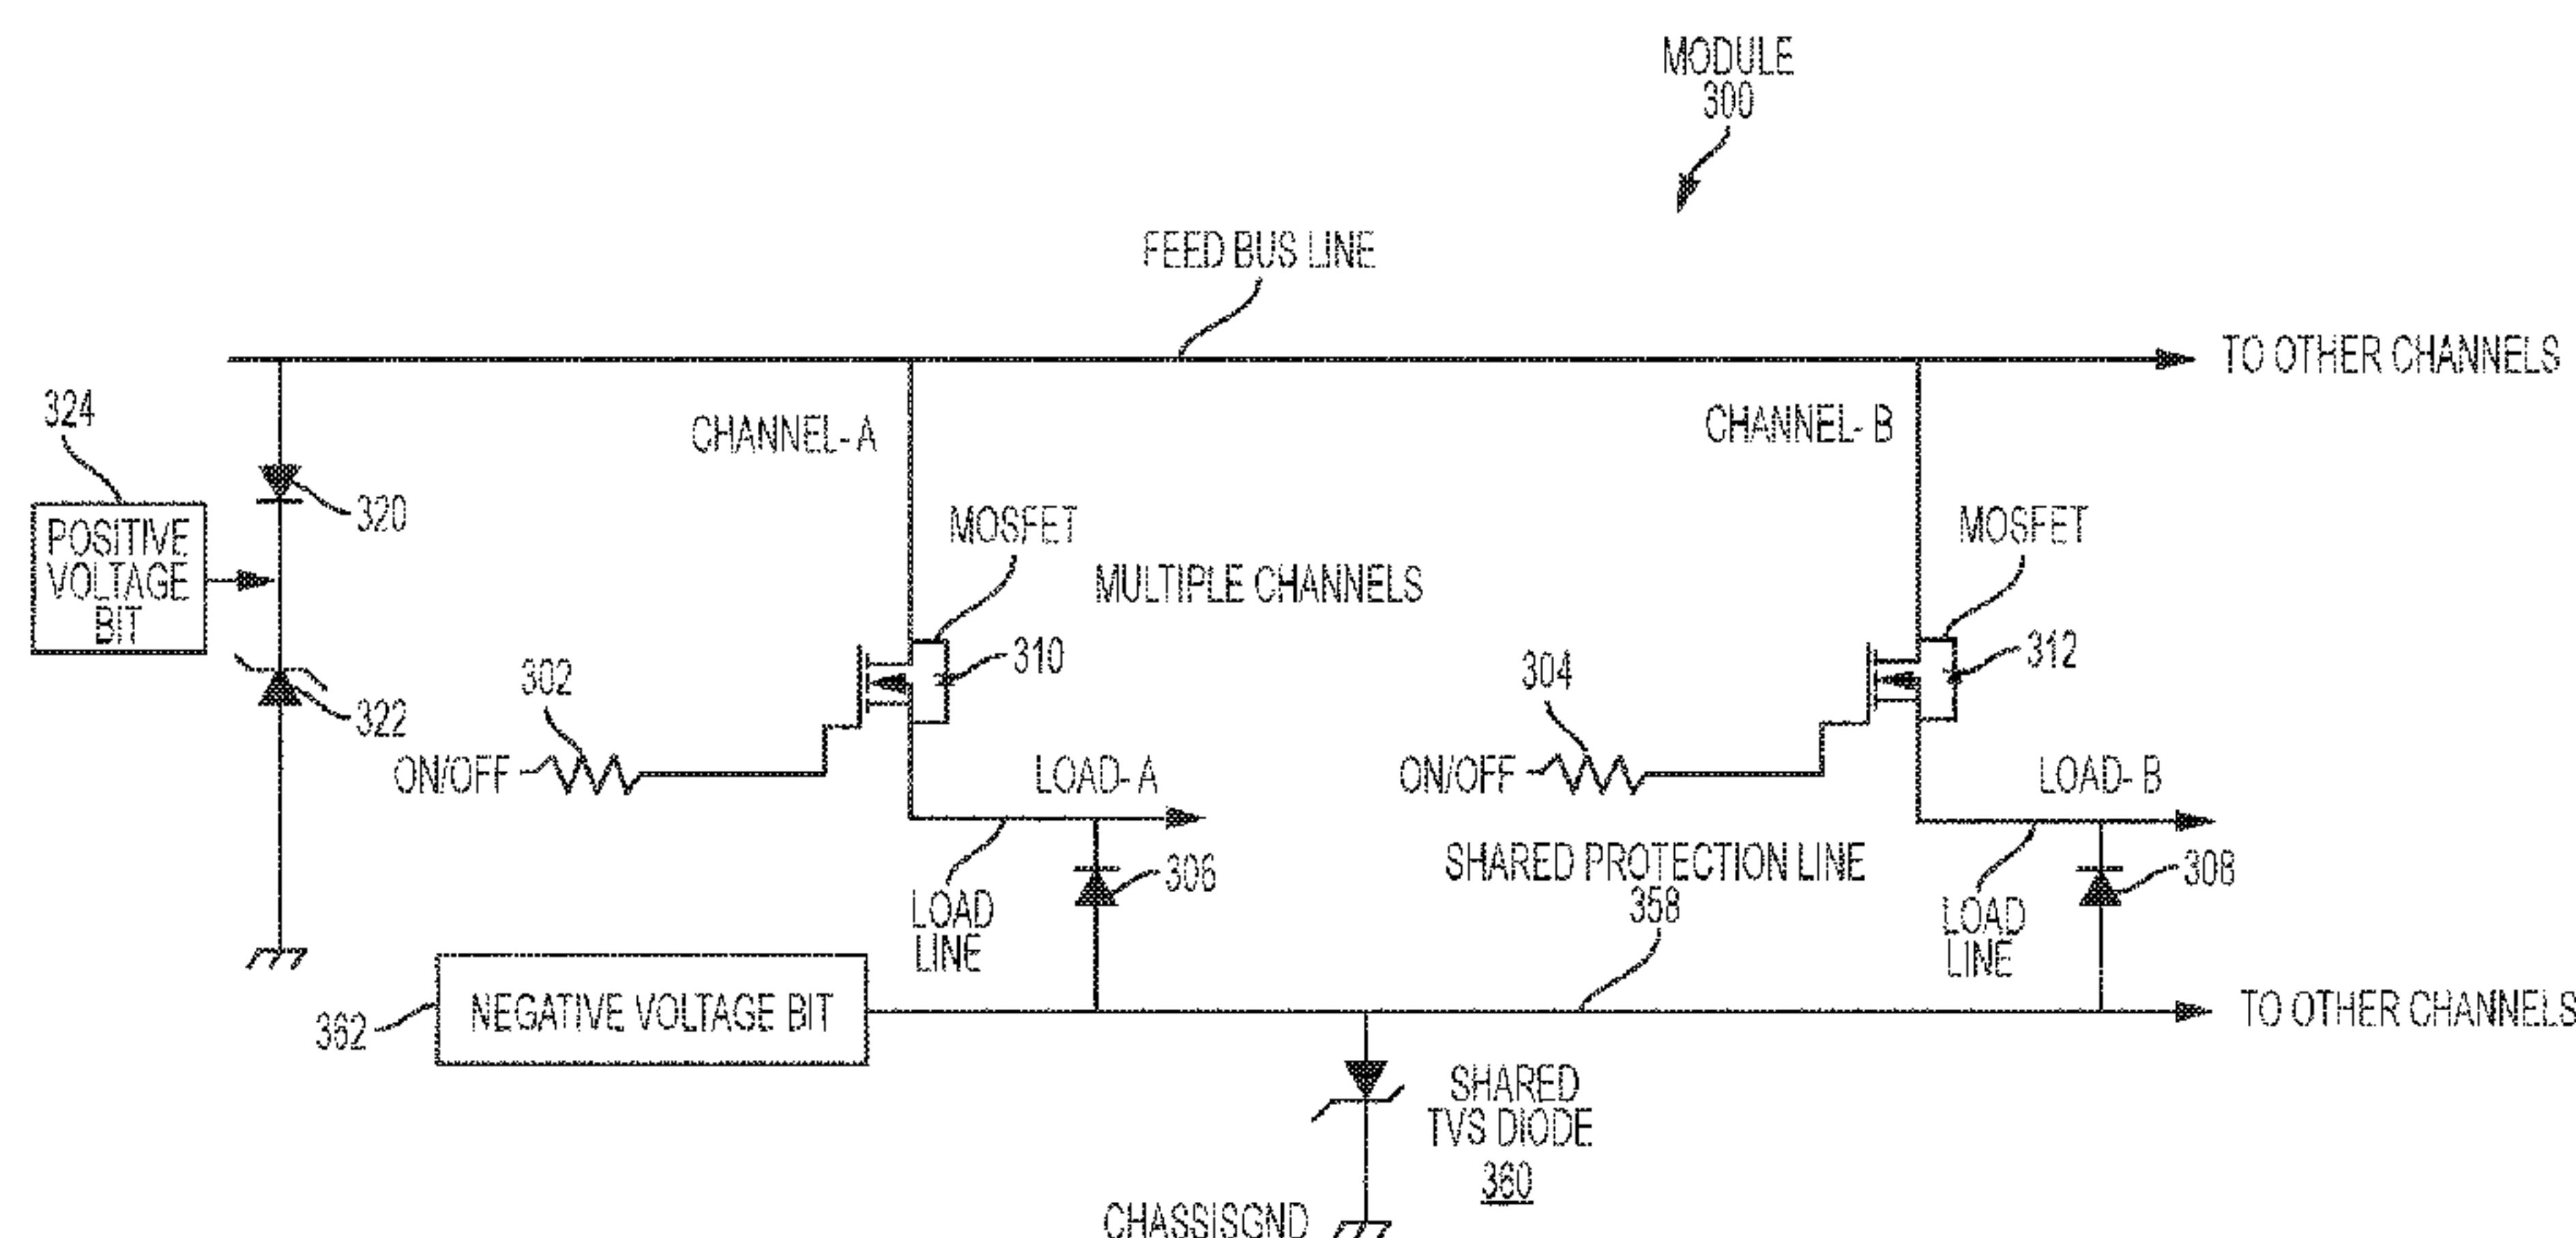 MODULE
300
FEED BUS LINE
TO OTHER CHANNELS
324
CHANNEL- A
CHANNEL- B
POSITIVE
VOLTAGE
BIT
320
MOSFET
MOSFET
MULTIPLE CHANNELS
310
312
302
304
322
ON/OFF
LOAD- A
ON/OFF
LOAD- B
306
SHARED PROTECTION LINE
358
308
LOAD
LINE
LOAD
LINE
362
NEGATIVE VOLTAGE BIT
TO OTHER CHANNELS
SHARED
TVS DIODE
360
CHASSISGND